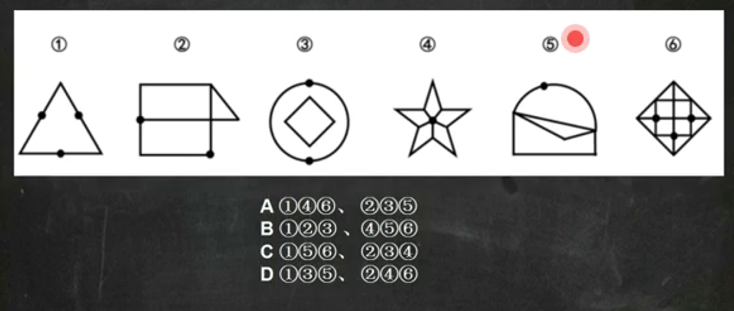 ① ② ③ ④ ⑤ ⑥
A ①④⑥、 ②③⑤
B ①②③ 、④⑤⑥
C ①⑤⑥、 ②③④
D ①③⑤、 ②④⑥